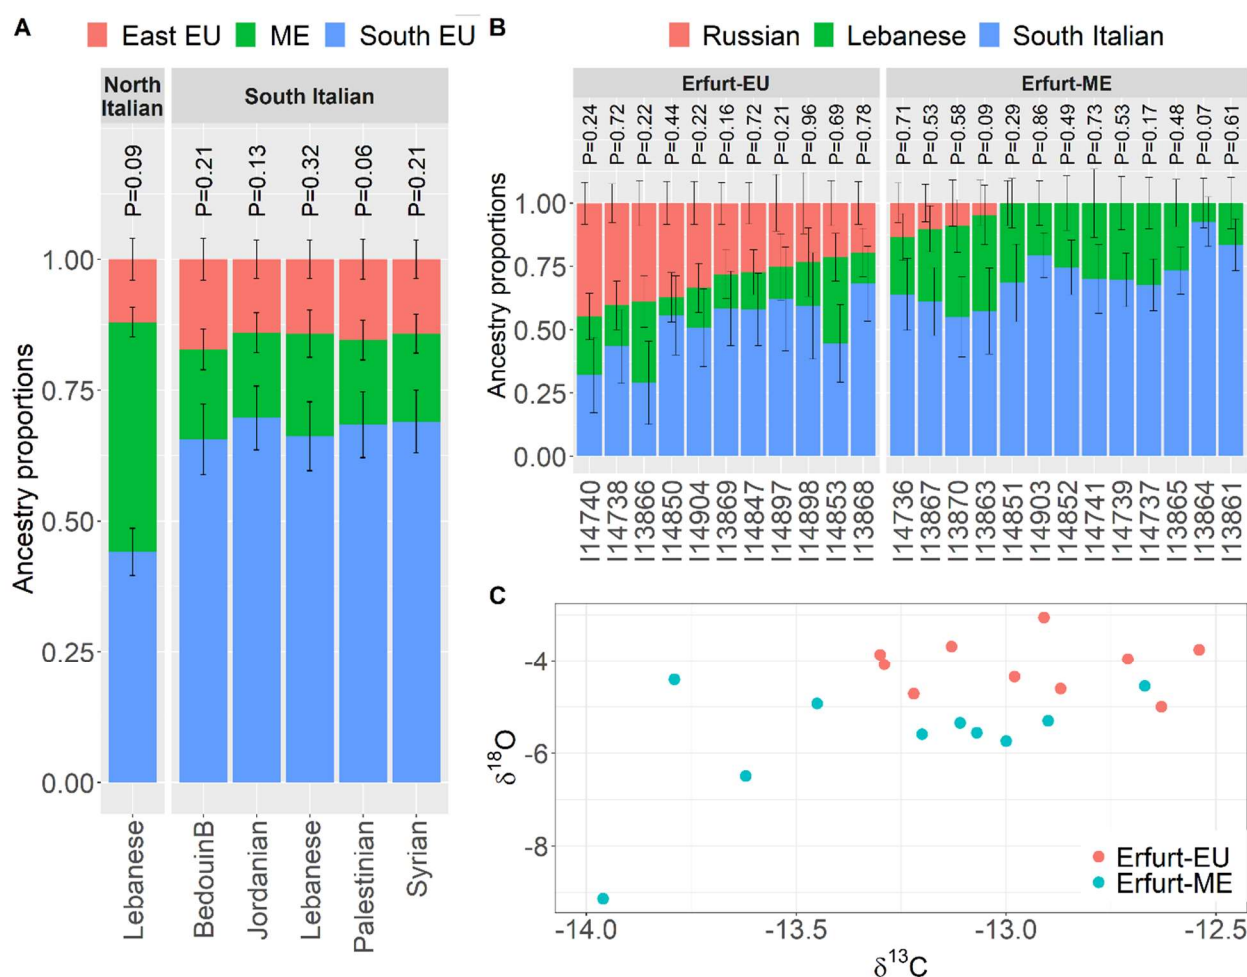 A
East EU ME South EU
North Italian
South Italian
P=0.09
P=0.21
P=0.13
P=0.32
P=0.06
P=0.21
Ancestry proportions
1.00
0.75
0.50
0.25
0.00
Lebanese
BedouinB
Jordanian
Lebanese
Palestinian
Syrian
B
Russian Lebanese South Italian
Erfurt-EU
Erfurt-ME
P=0.24
P=0.72
P=0.22
P=0.44
P=0.22
P=0.16
P=0.72
P=0.21
P=0.96
P=0.69
P=0.78
P=0.71
P=0.53
P=0.58
P=0.09
P=0.29
P=0.86
P=0.49
P=0.73
P=0.53
P=0.17
P=0.48
P=0.07
P=0.61
Ancestry proportions
1.00
0.75
0.50
0.25
0.00
I14740
I14738
I13866
I14850
I14904
I13869
I14847
I14897
I14898
I14853
I13868
I14736
I13867
I13870
I13863
I14851
I14903
I14852
I14741
I14739
I14737
I13865
I13864
I13861
C
δ18O
-4
-6
-8
Erfurt-EU
Erfurt-ME
-14.0
-13.5
-13.0
-12.5
δ13C